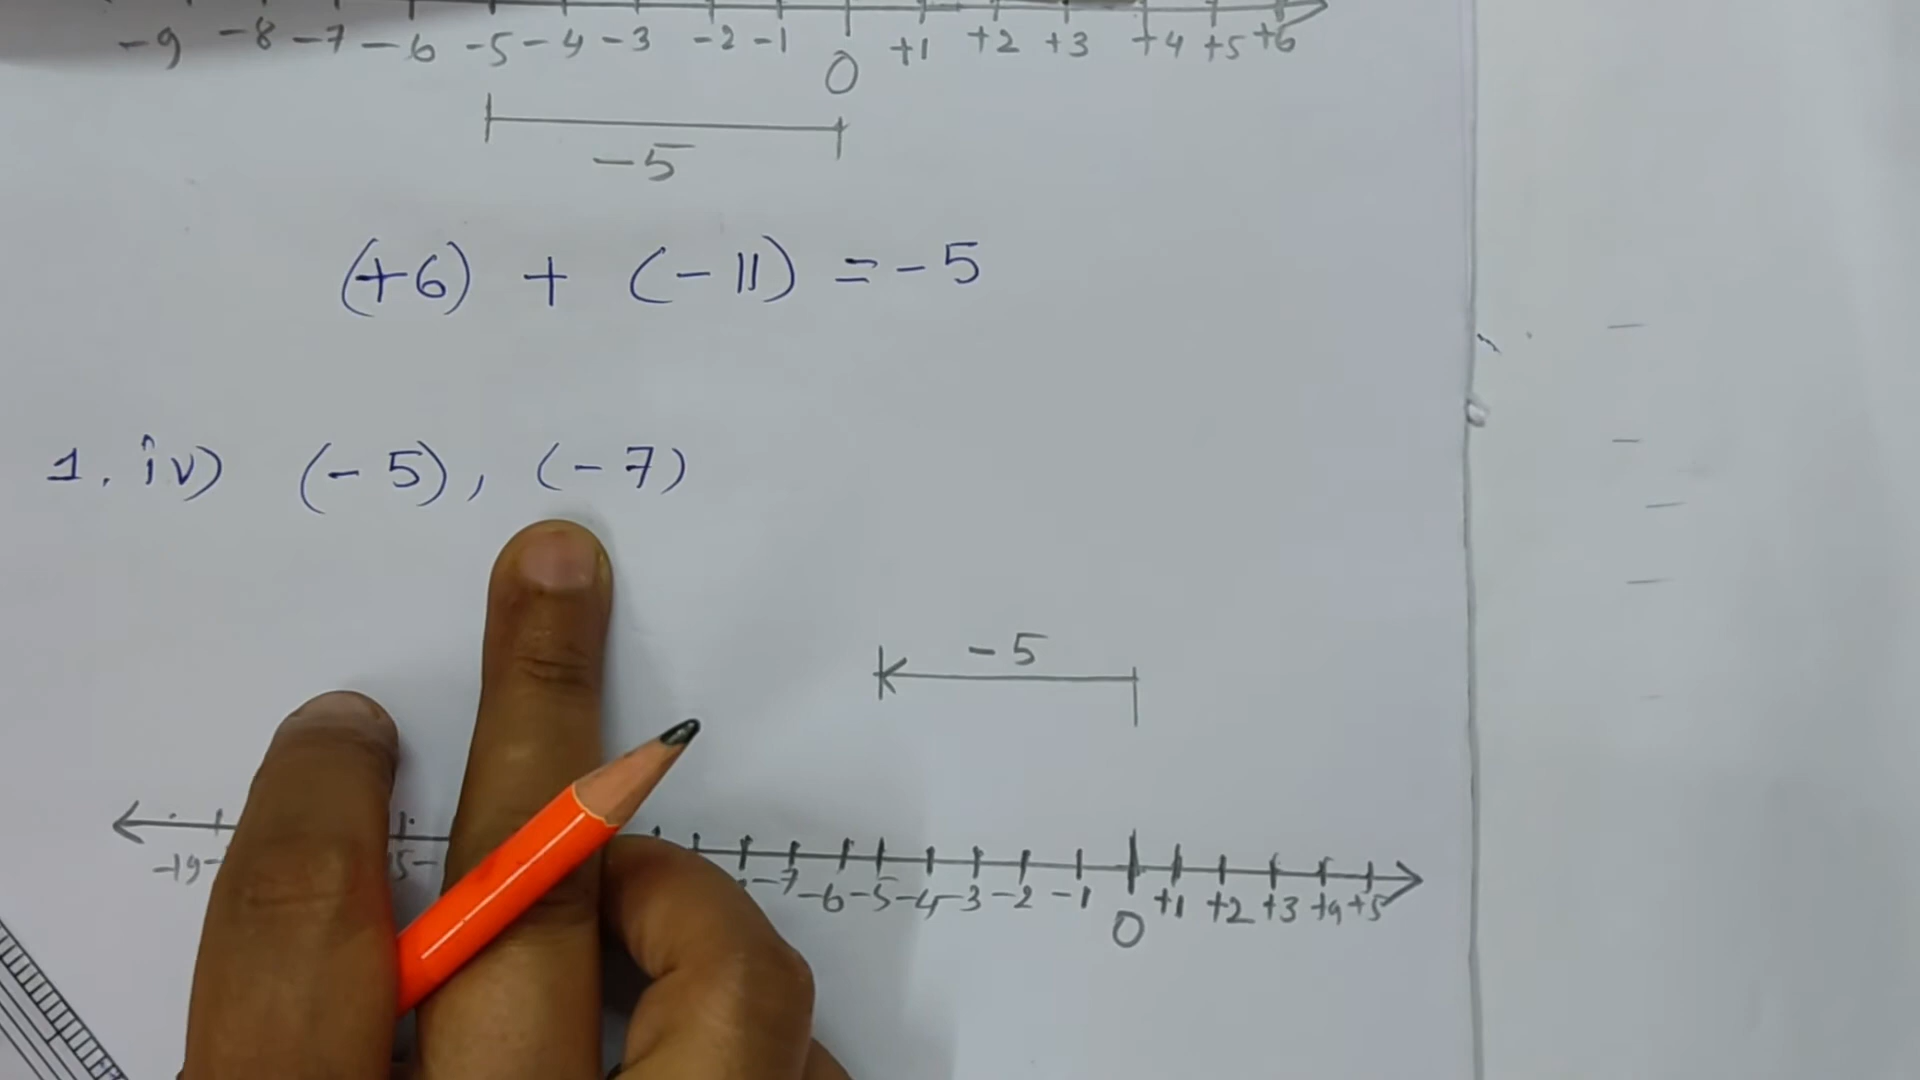 -9 -8 -7 -6 -5 -4 -3 -2 -1 0 +1 +2 +3 +4 +5 +6
-5
(+6) + (-11) = -5
1. iv) (-5), (-7)
-5
-19 -7 -6 -5 -4 -3 -2 -1 0 +1 +2 +3 +4 +5